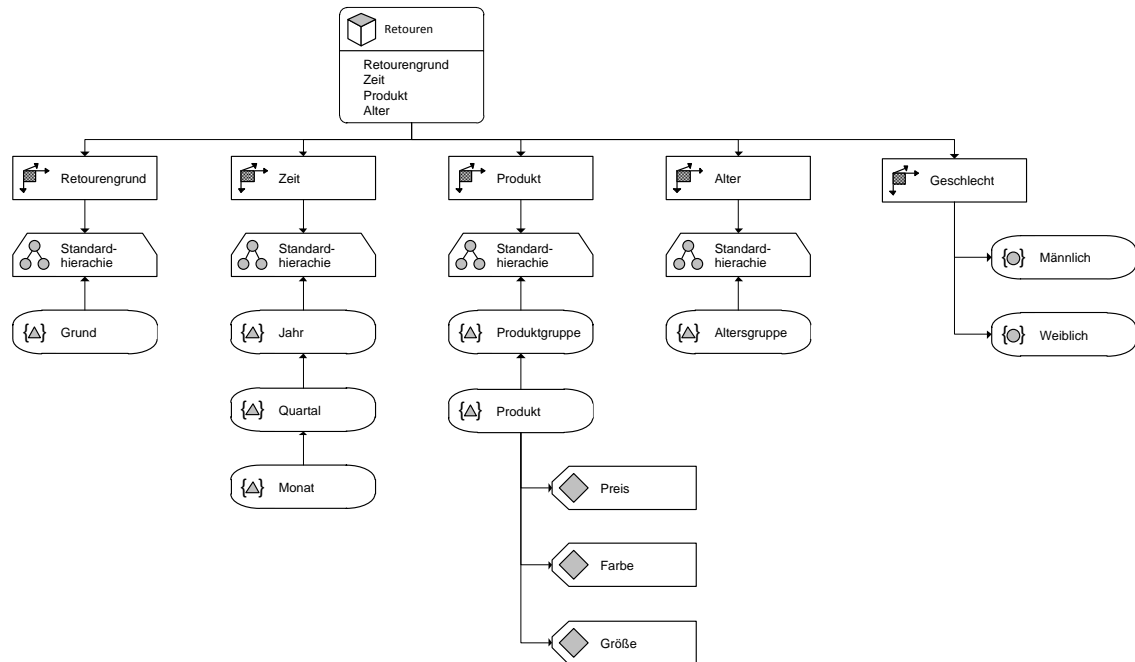 Retouren
Retourengrund
Zeit
Produkt
Alter
Retourengrund
Zeit
Produkt
Alter
Geschlecht
Standard-
hierachie
Standard-
hierachie
Standard-
hierachie
Standard-
hierachie
Männlich
{Grund
Jahr
Produktgruppe
Altersgruppe
Weiblich
Quartal
Produkt
Monat
Preis
Farbe
Größe